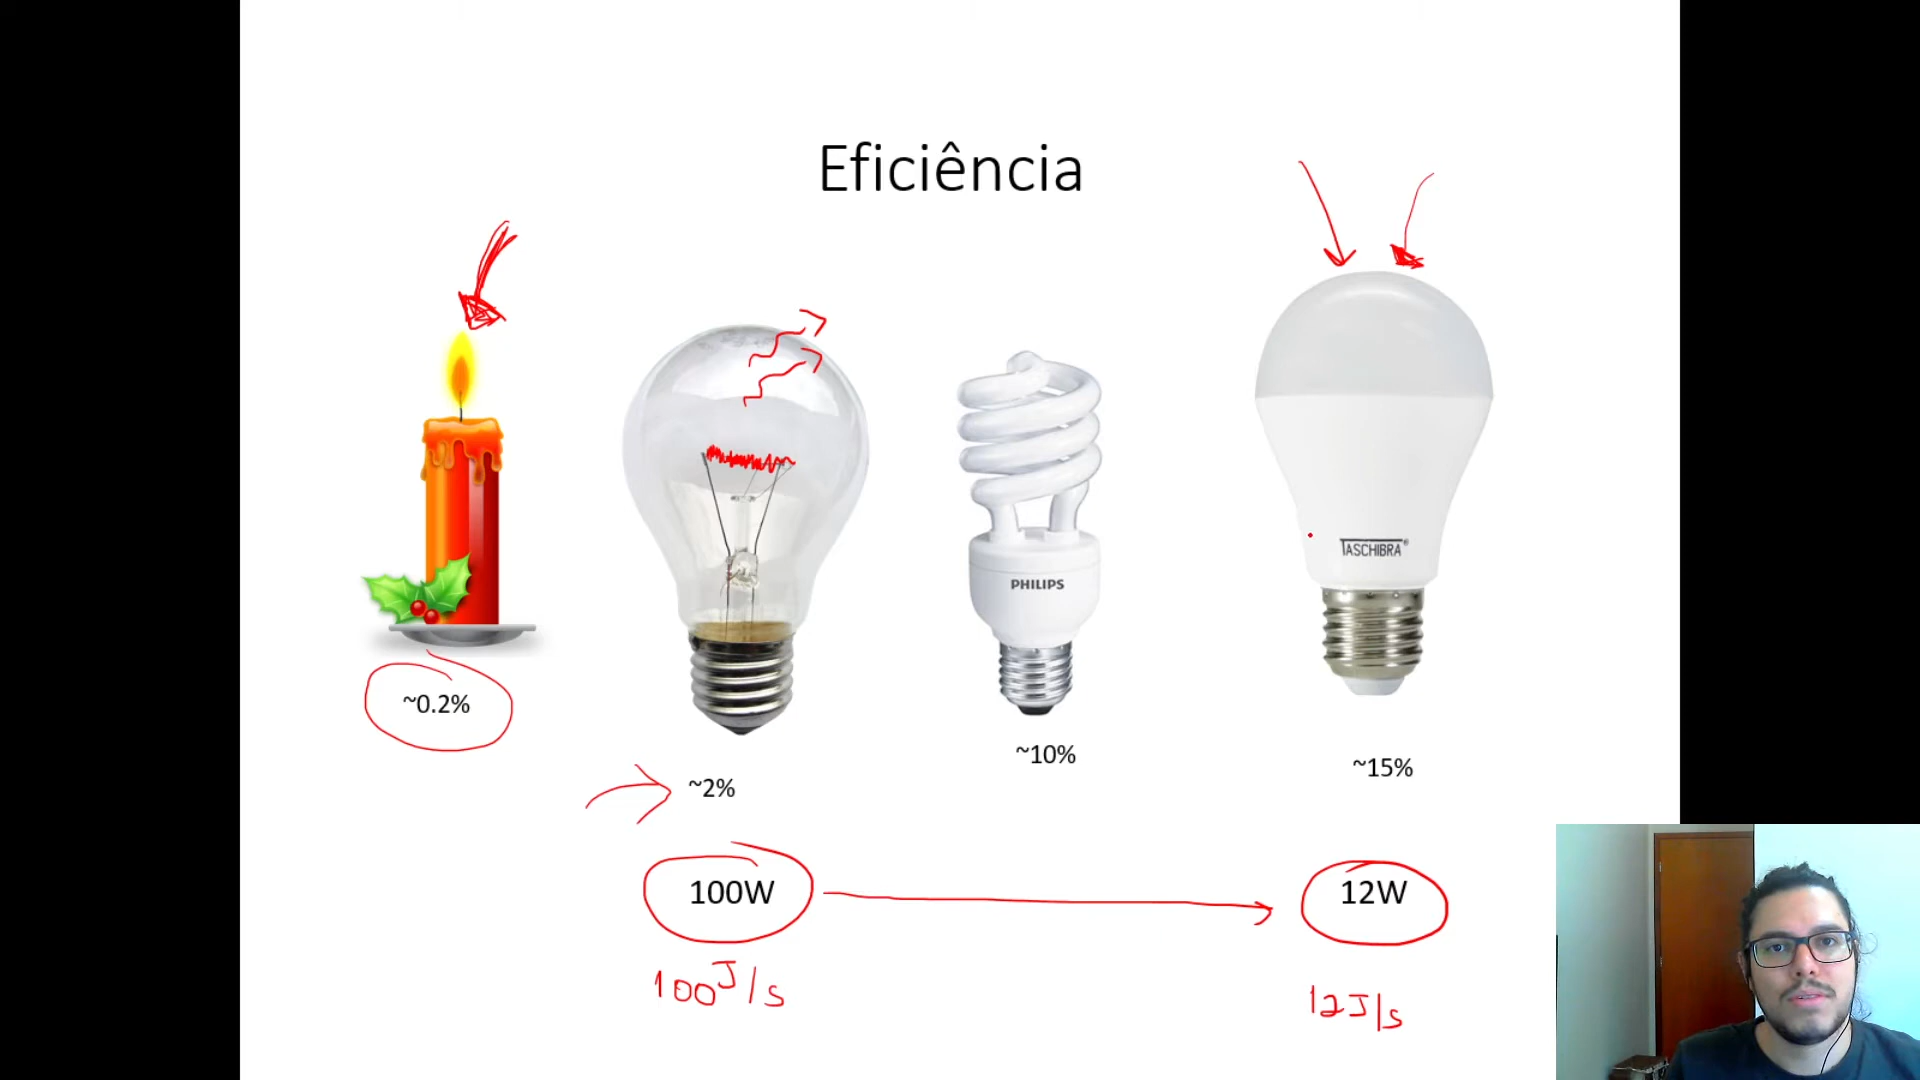 Eficiência
PHILIPS
TASCHIBRA®
~0.2%
~2%
~10%
~15%
100W
12W
100J/s
12J/s